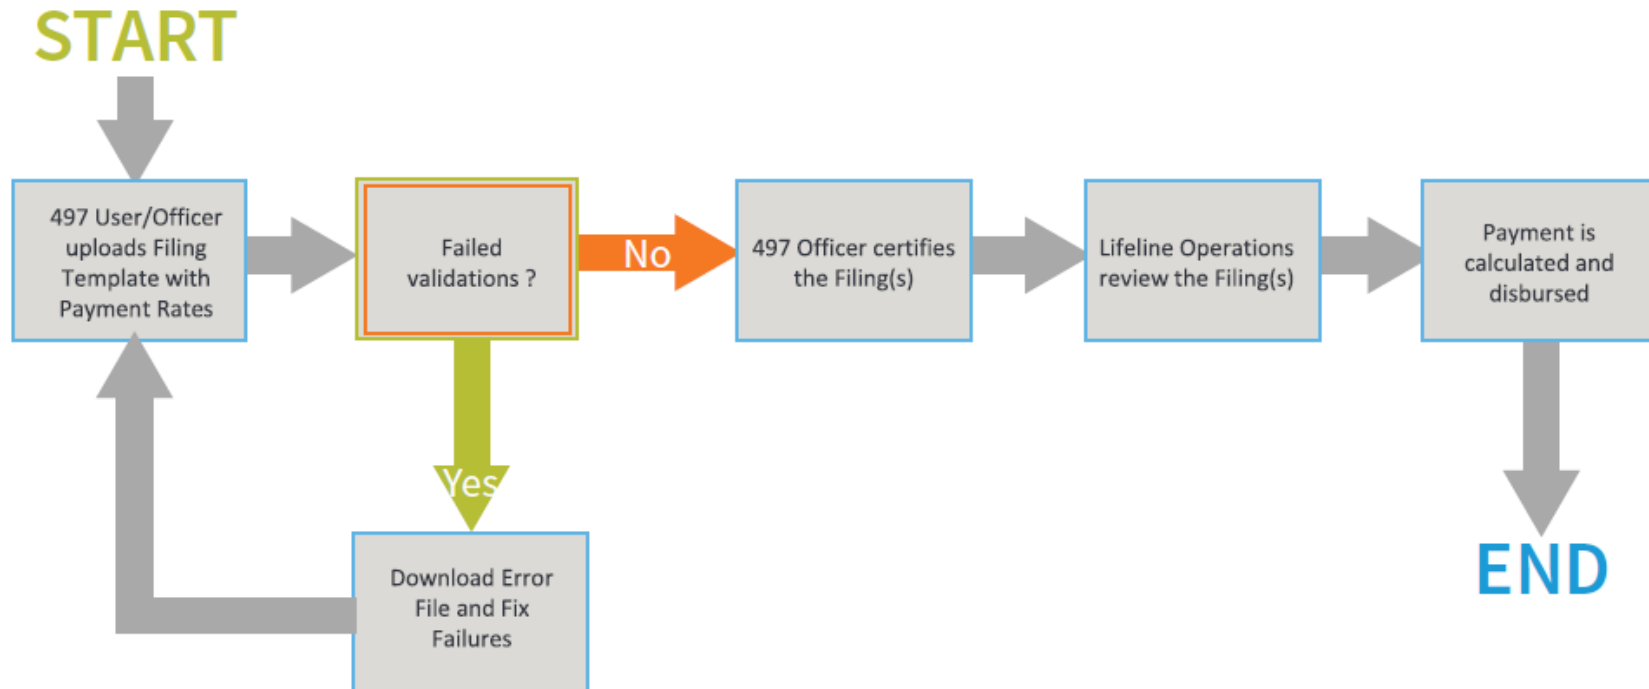 START
497 User/Officer
uploads Filing
Template with
Payment Rates
Failed
validations ?
No
497 Officer certifies
the Filing(s)
Lifeline Operations
review the Filing(s)
Payment is
calculated and
disbursed
Yes
Download Error
File and Fix
Failures
END